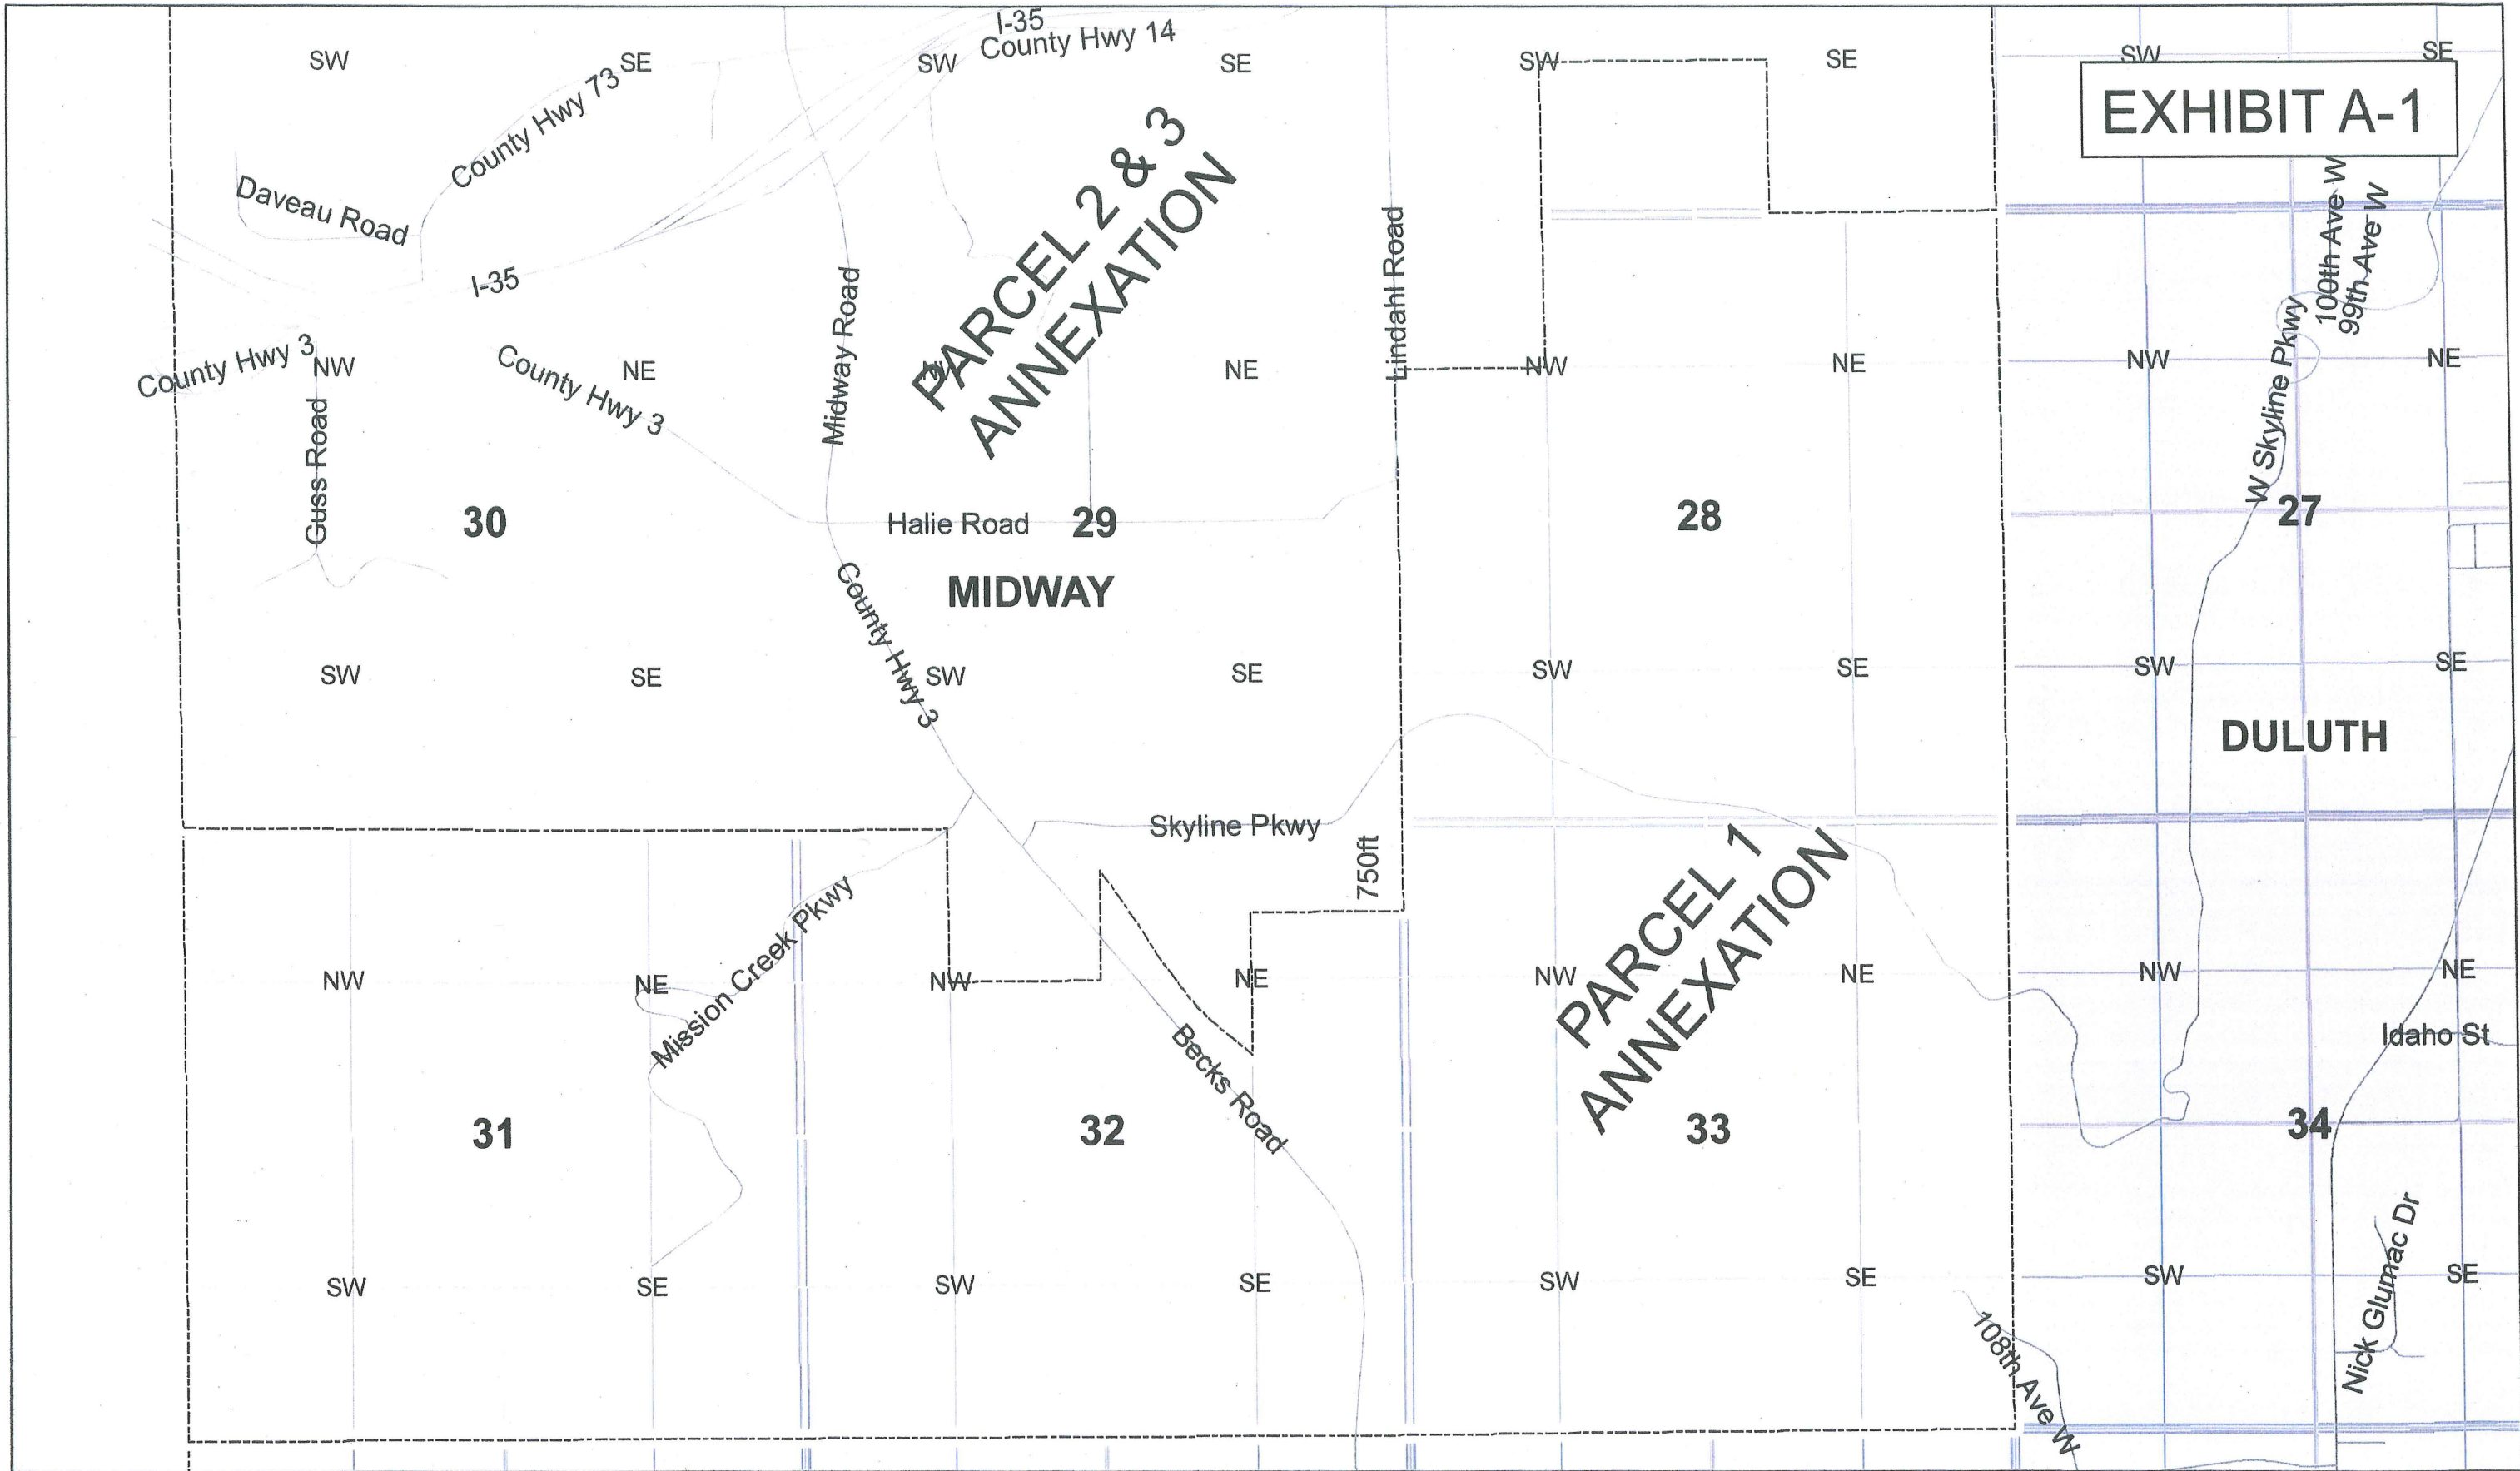 I-35
County Hwy 14
SW
SE
SW
SE
SW
SE
SW
SE
EXHIBIT A-1
County Hwy 73
Daveau Road
I-35
PARCEL 2 & 3
ANNEXATION
Midway Road
Lindahl Road
100th Ave W
99th Ave W
W Skyline Pkwy
County Hwy 3
NW
County Hwy 3
NE
NE
NW
NE
NW
NE
Guss Road
30
Halie Road
29
28
27
MIDWAY
County Hwy 3
SW
SE
SW
SE
SW
SE
SW
SE
DULUTH
Skyline Pkwy
750ft
PARCEL 1
ANNEXATION
Mission Creek Pkwy
NW
NE
NW
NE
NW
NE
NW
NE
Becks Road
Idaho St
31
32
33
34
SW
SE
SW
SE
SW
SE
SW
SE
108th Ave W
Nick Glumac Dr